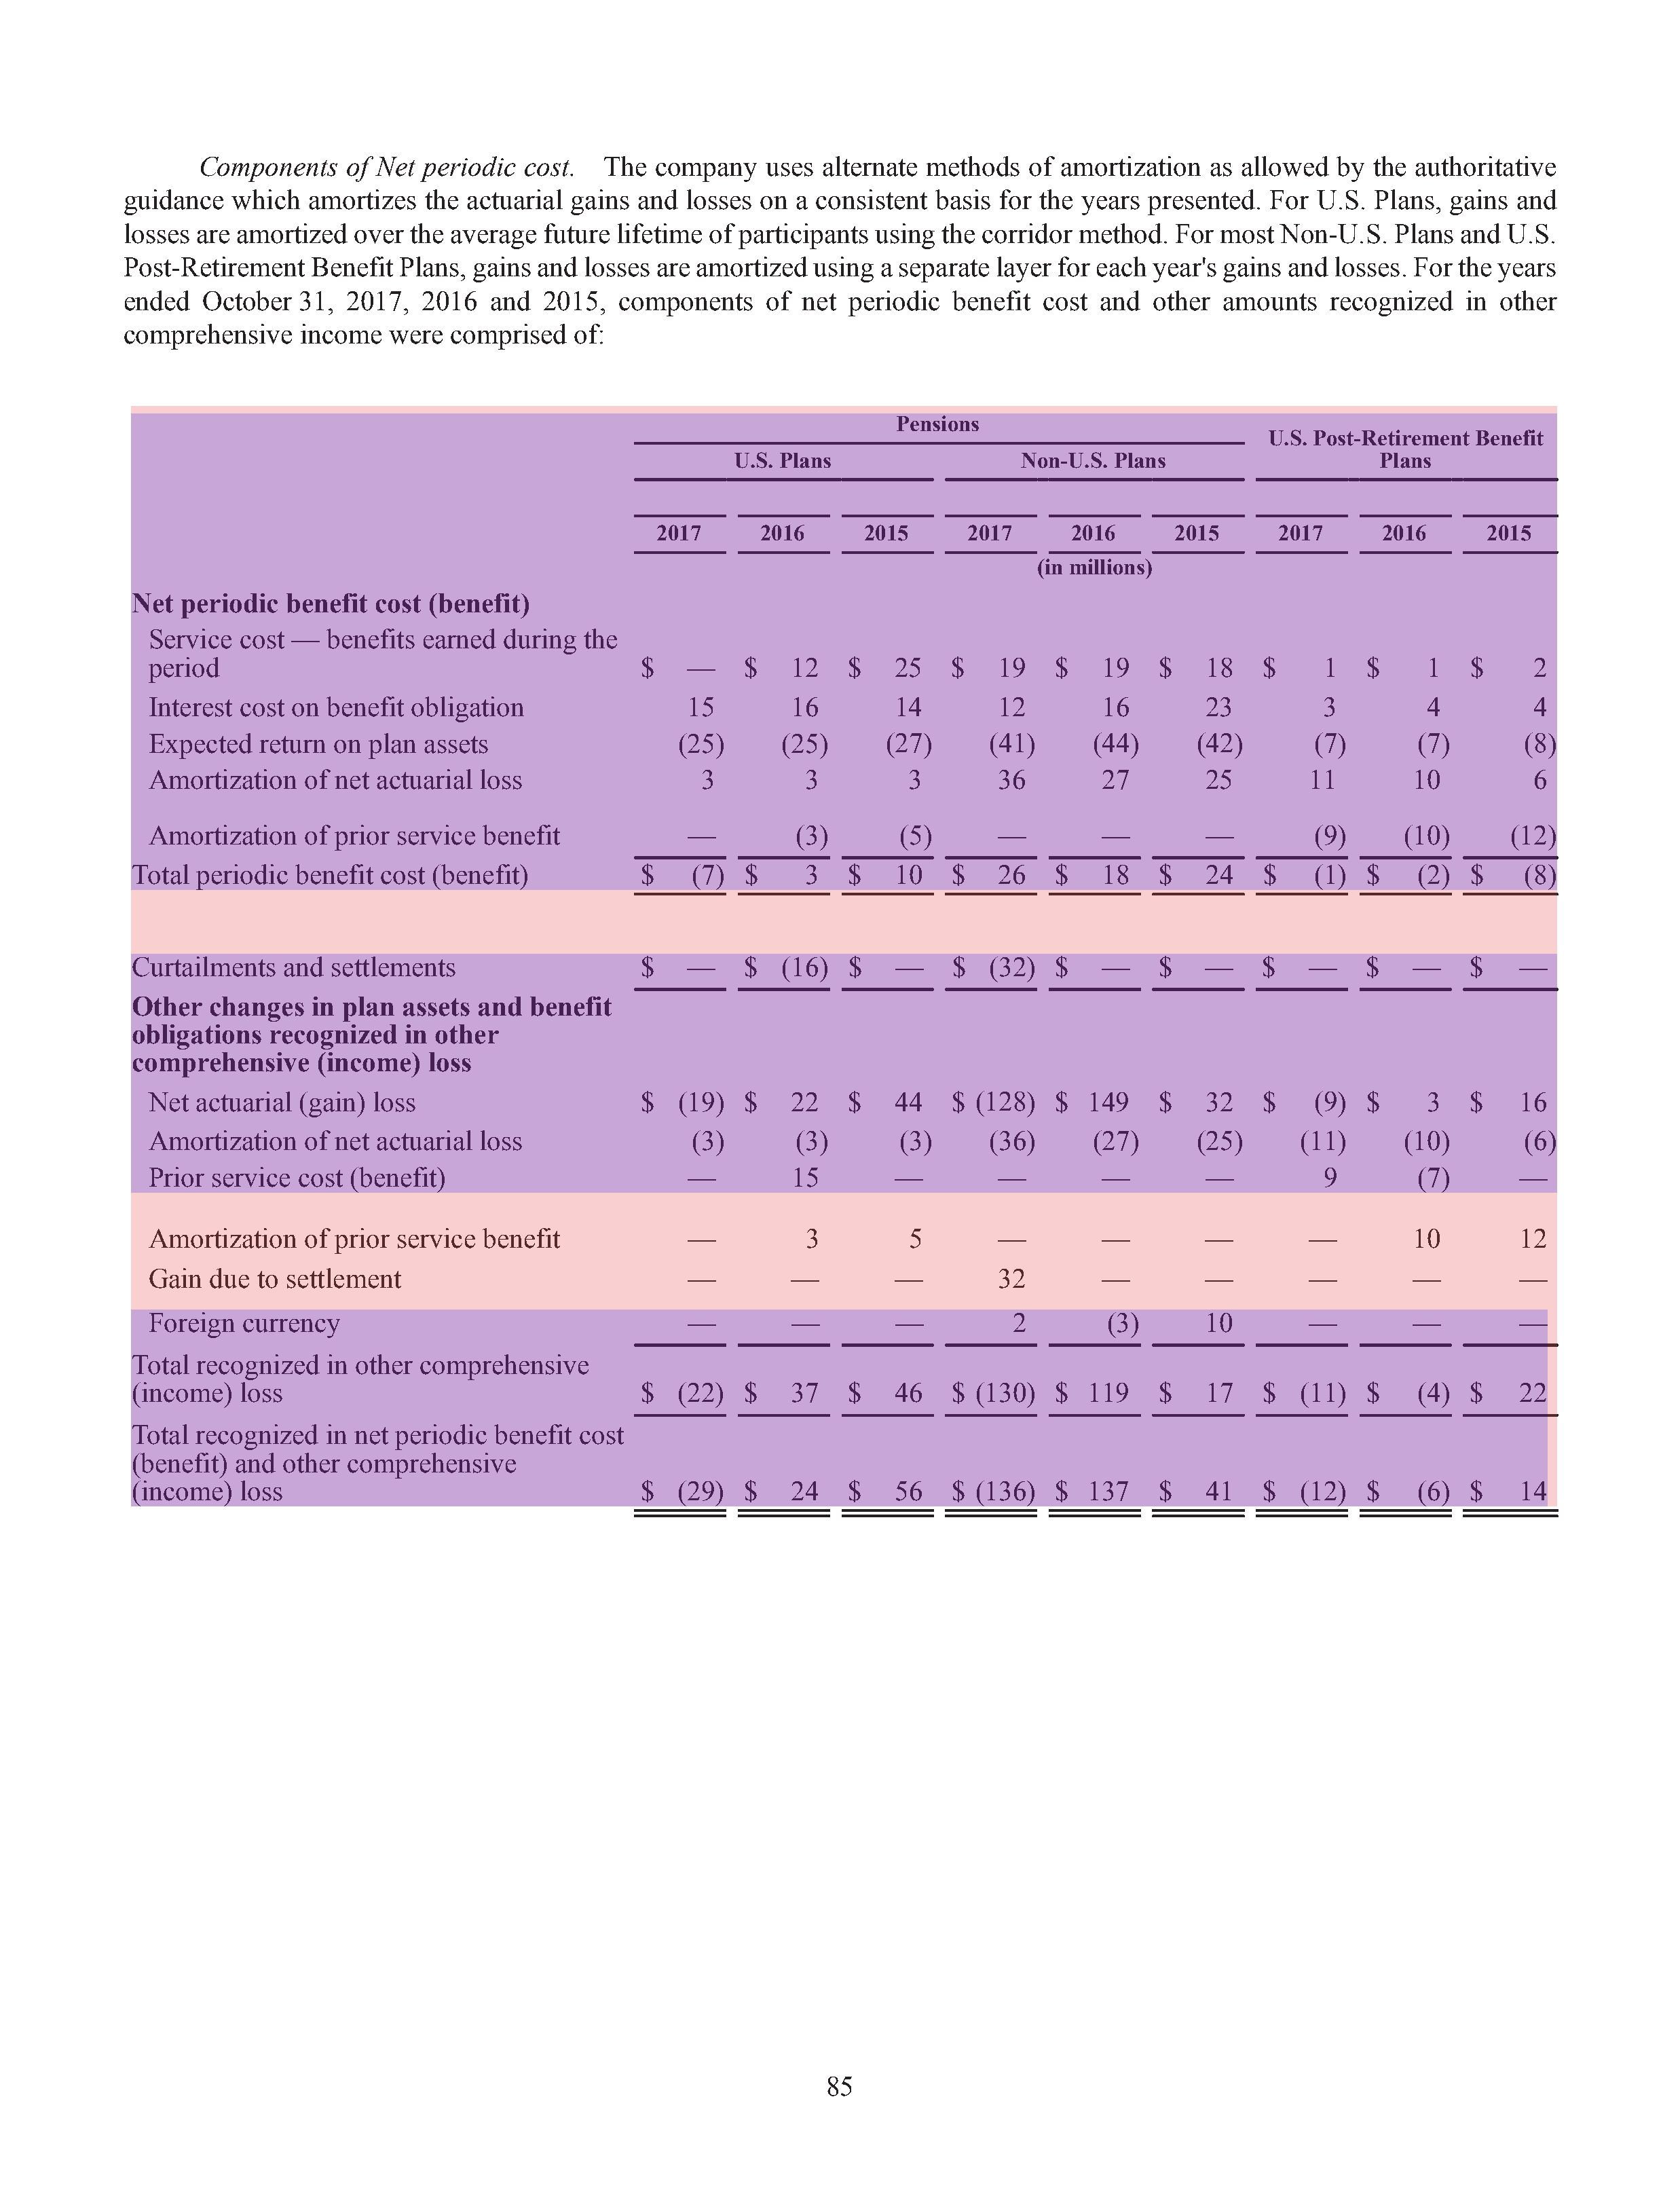 Components of Net periodic cost. The company uses alternate methods of amortization as allowed by the authoritative
guidance which amortizes the actuarial gains and losses on a consistent basis for the years presented. For U.S. Plans, gains and
losses are amortized over the average future lifetime of participants using the corridor method. For most Non-U.S. Plans and U.S.
Post-Retirement Benefit Plans, gains and losses are amortized using a separate layer for each year's gains and losses. For the years
ended October 31, 2017, 2016 and 2015, components of net periodic benefit cost and other amounts recognized in other
comprehensive income were comprised of:
Pensions
U.S. Post-Retirement Benefit
U.S. Plans Non-U.S. Plans Plans
2017 2016 2015 2017 2016 2015 2017 2016 2015
(in millions)
Net periodic benefit cost (benefit)
Service cost — benefits earned during the
period $ — $ 12 $ 25 $ 19 $ 19 $ 18 $ 1 $ 1 $ 2
Interest cost on benefit obligation 15 16 14 12 16 23 3 4 4
Expected return on plan assets (25) (25) (27) (41) (44) (42) (7) (7) (8)
Amortization of net actuarial loss 3 3 3 36 27 25 11 10 6
Amortization of prior service benefit — (3) (5) — — — (9) (10) (12)
Total periodic benefit cost (benefit) $ (7) $ 3 $ 10 $ 26 $ 18 $ 24 $ (1) $ (2) $ (8)
Curtailments and settlements $ — $ (16) $ — $ (32) $ — $ — $ — $ — $ —
Other changes in plan assets and benefit
obligations recognized in other
comprehensive (income) loss
Net actuarial (gain) loss $ (19) $ 22 $ 44 $ (128) $ 149 $ 32 $ (9) $ 3 $ 16
Amortization of net actuarial loss (3) (3) (3) (36) (27) (25) (11) (10) (6)
Prior service cost (benefit) — 15 — — — — 9 (7) —
Amortization of prior service benefit — 3 5 — — — — 10 12
Gain due to settlement — — — 32 — — — — —
Foreign currency — — — 2 (3) 10 — — —
Total recognized in other comprehensive
(income) loss $ (22) $ 37 $ 46 $ (130) $ 119 $ 17 $ (11) $ (4) $ 22
Total recognized in net periodic benefit cost
(benefit) and other comprehensive
(income) loss $ (29) $ 24 $ 56 $ (136) $ 137 $ 41 $ (12) $ (6) $ 14
85